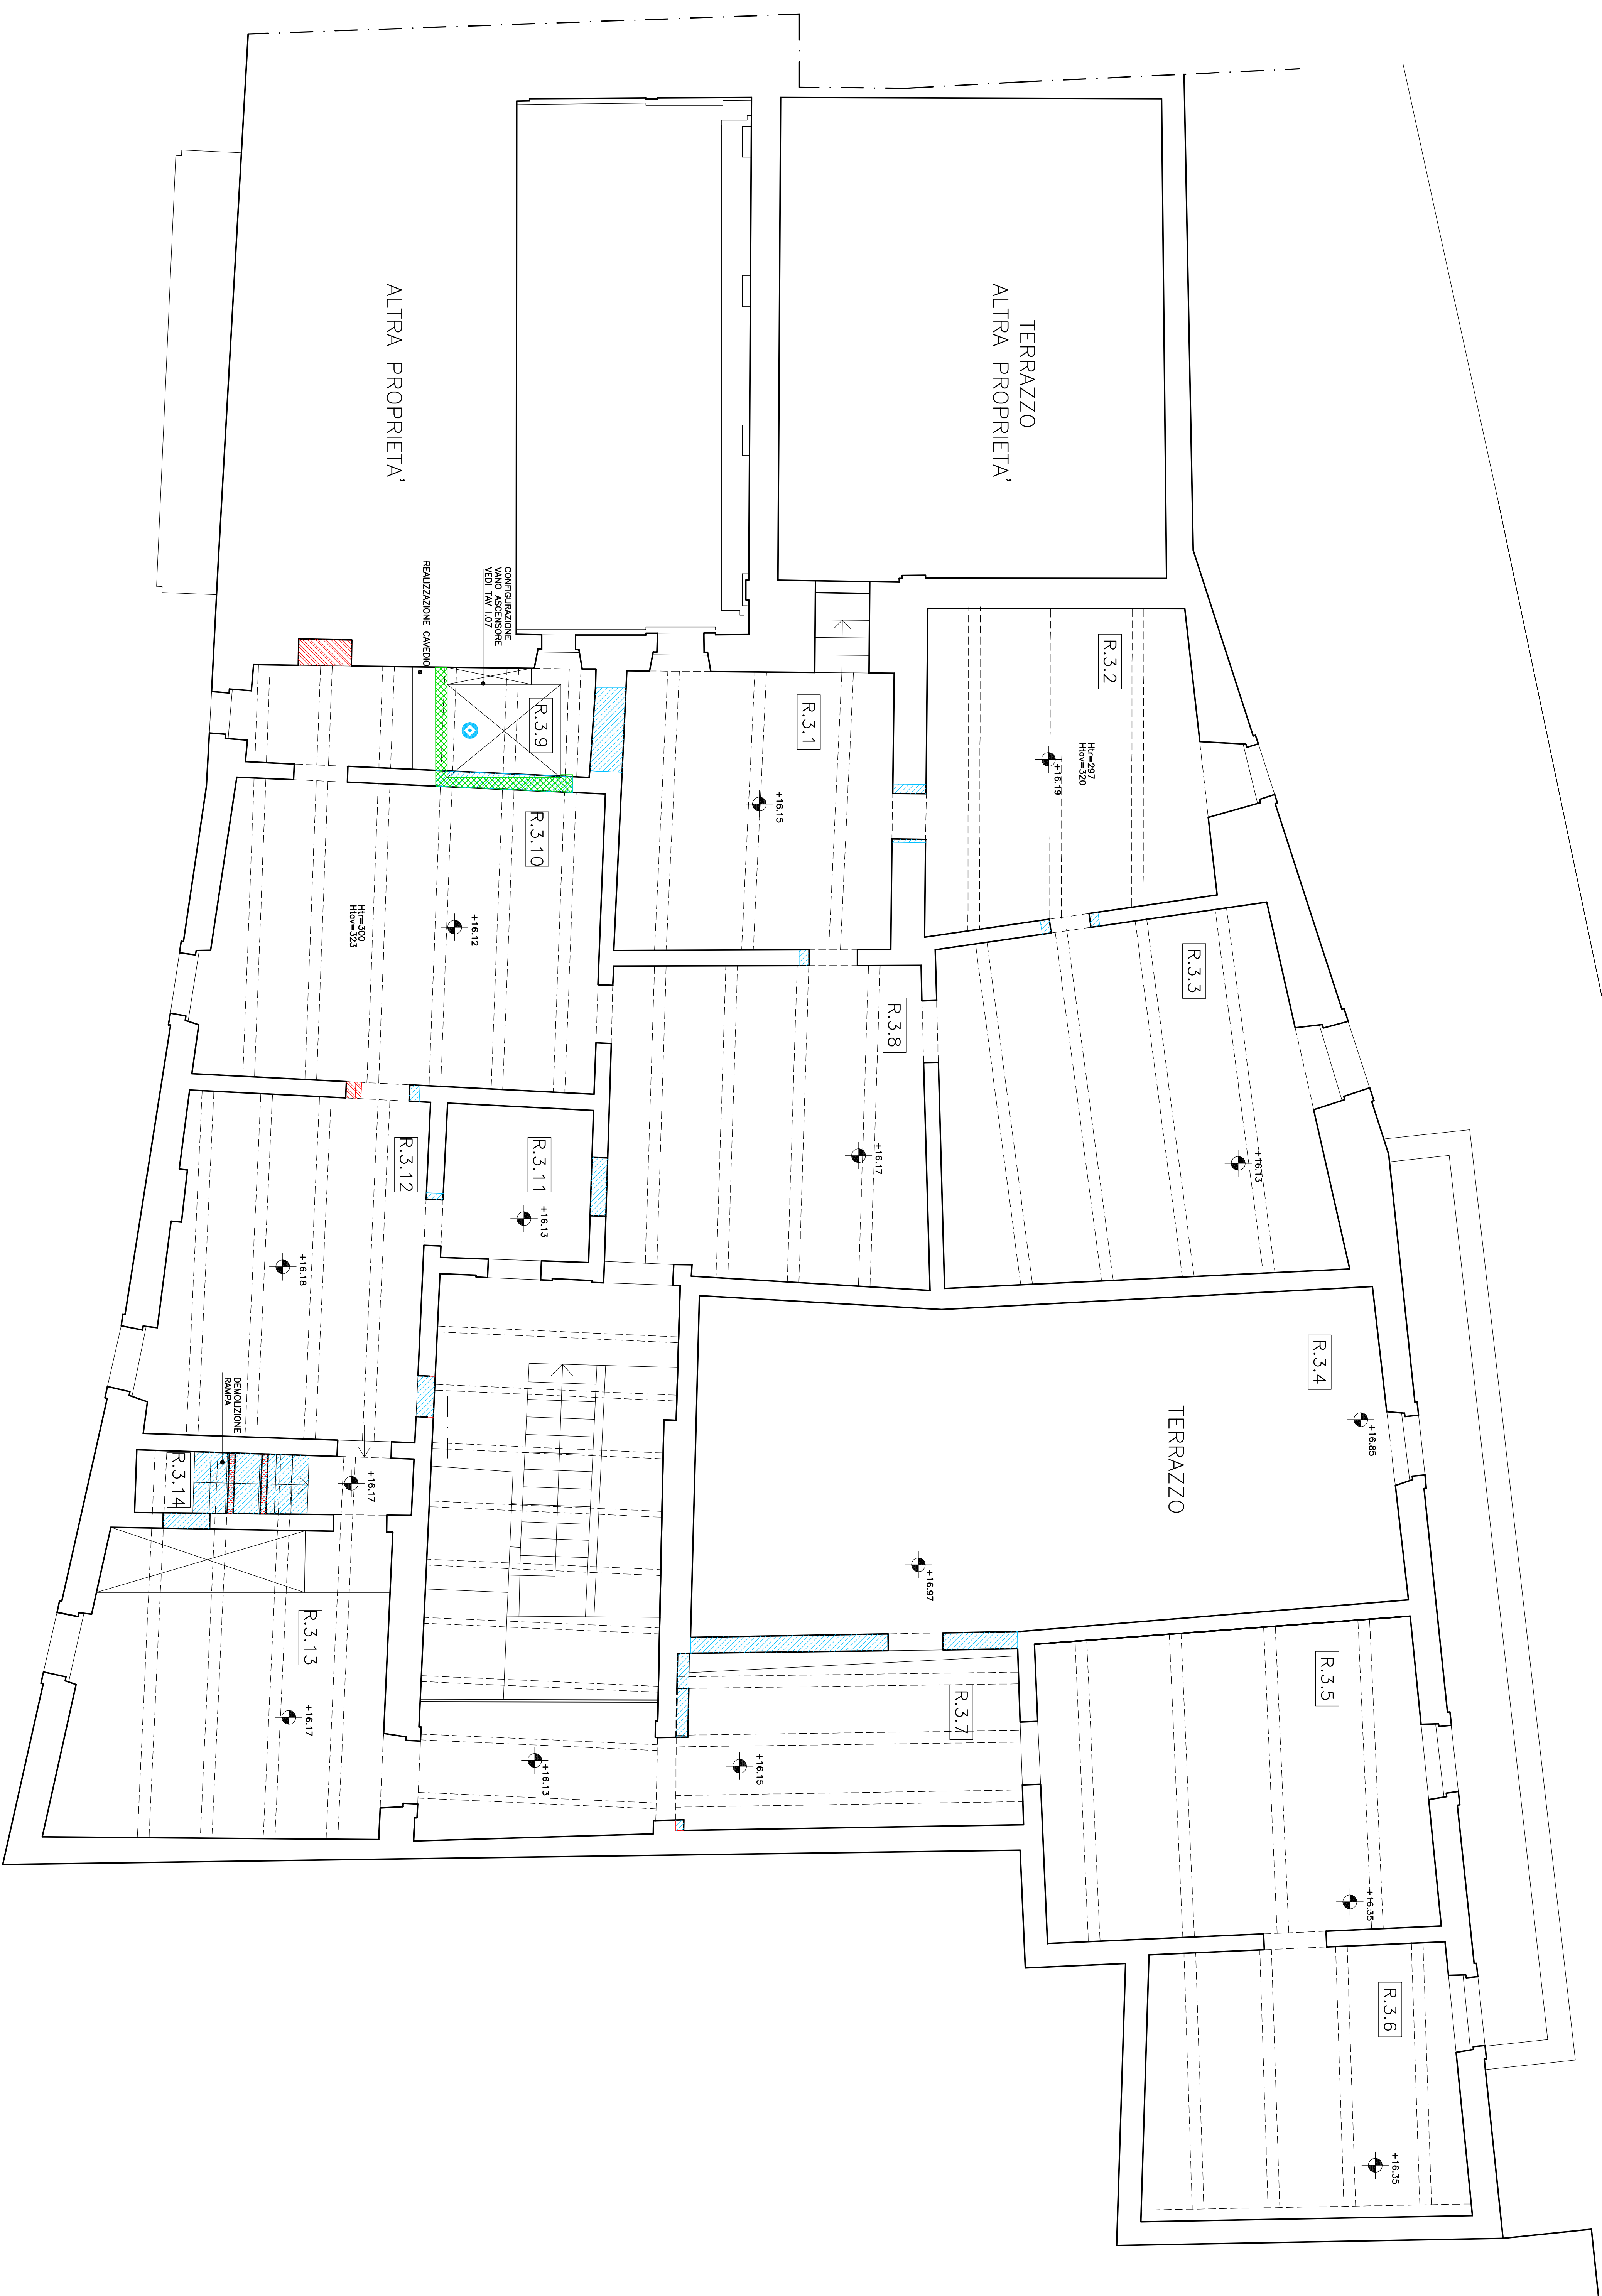 TERRAZZO
ALTRA PROPRIETA'
ALTRA PROPRIETA'
CONFIGURAZIONE
VANO ASCENSORE
VEDI TAV I.07
REALIZZAZIONE CAVEDIO
R.3.2
Htr=297
Htav=320
+16.19
R.3.1
+16.15
R.3.9
R.3.10
+16.12
Htr=300
Htav=323
R.3.3
+16.13
R.3.8
+16.17
R.3.11
+16.13
R.3.12
+16.18
R.3.4
+16.85
TERRAZZO
+16.97
DEMOLIZIONE
RAMPA
R.3.14
+16.17
R.3.13
+16.17
R.3.5
+16.35
R.3.7
+16.15
+16.13
R.3.6
+16.35